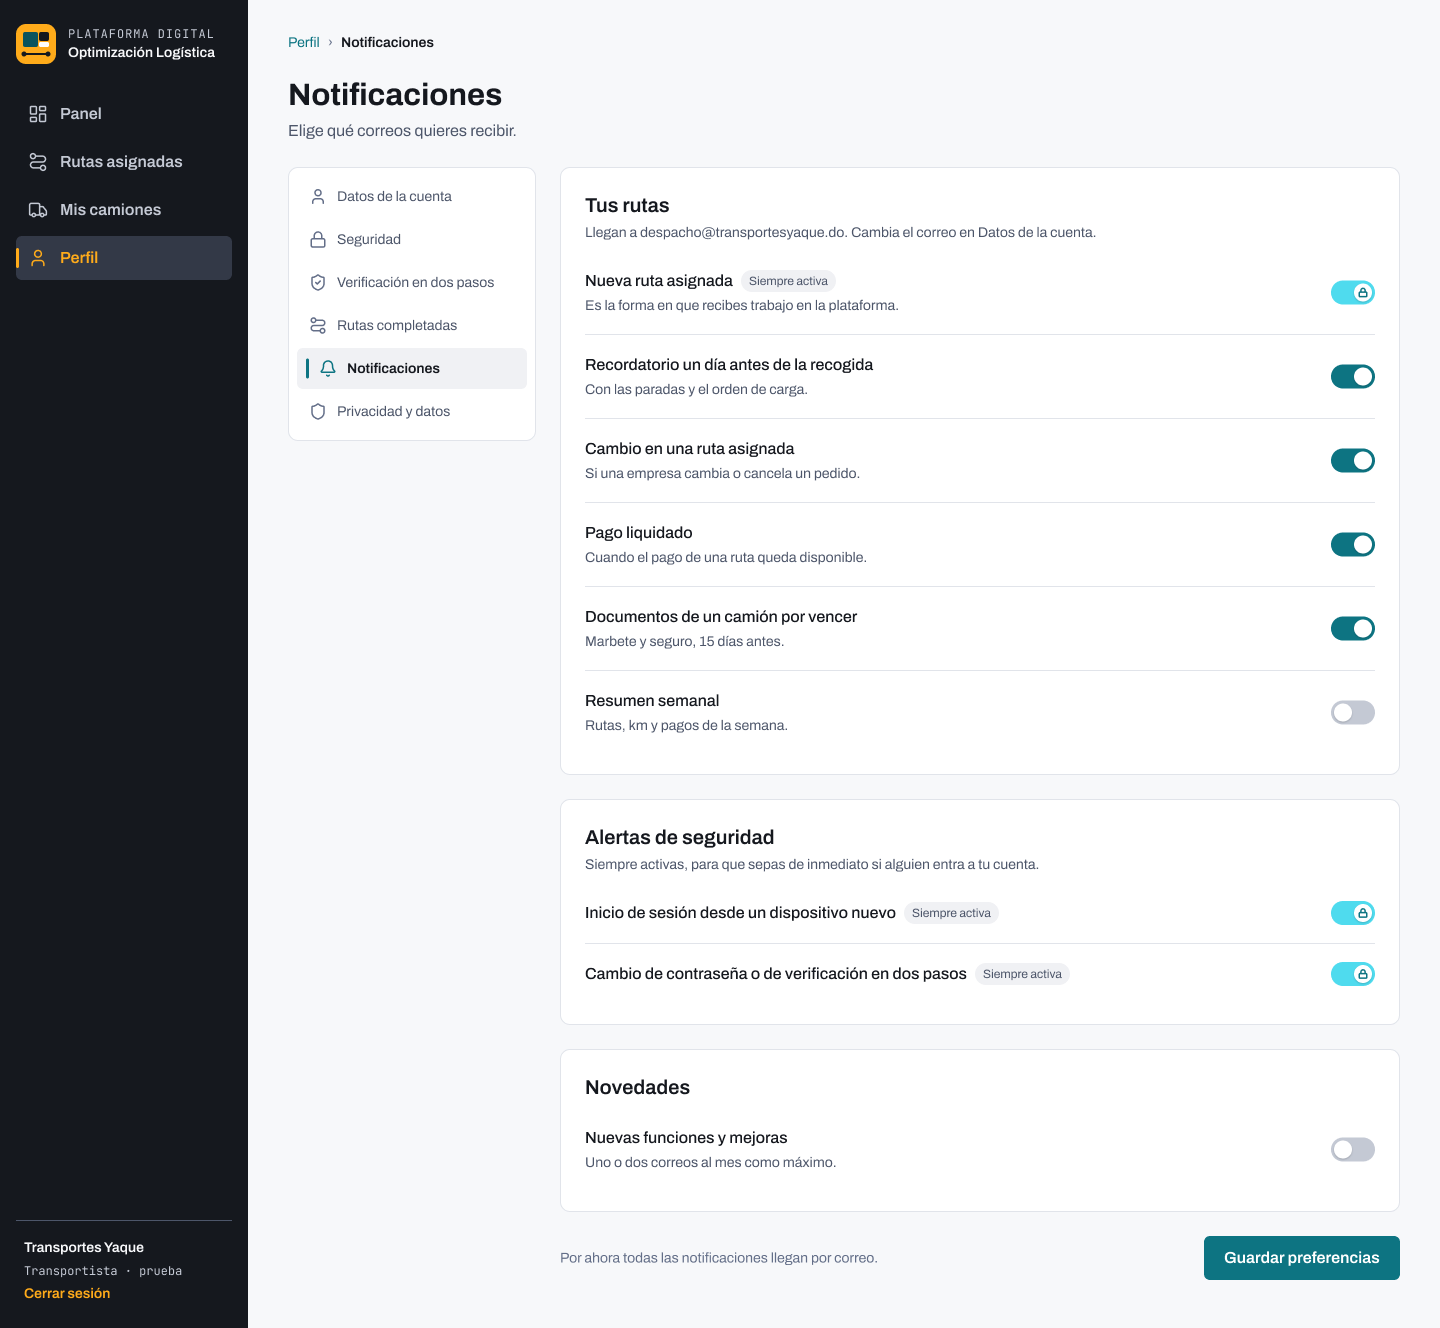 PLATAFORMA DIGITAL
Optimización Logística
Panel
Rutas asignadas
Mis camiones
Perfil
Transportes Yaque
Transportista · prueba
Cerrar sesión
Perfil › Notificaciones
Notificaciones
Elige qué correos quieres recibir.
Datos de la cuenta
Seguridad
Verificación en dos pasos
Rutas completadas
Notificaciones
Privacidad y datos
Tus rutas
Llegan a despacho@transportesyaque.do. Cambia el correo en Datos de la cuenta.
Nueva ruta asignada Siempre activa
Es la forma en que recibes trabajo en la plataforma.
Recordatorio un día antes de la recogida
Con las paradas y el orden de carga.
Cambio en una ruta asignada
Si una empresa cambia o cancela un pedido.
Pago liquidado
Cuando el pago de una ruta queda disponible.
Documentos de un camión por vencer
Marbete y seguro, 15 días antes.
Resumen semanal
Rutas, km y pagos de la semana.
Alertas de seguridad
Siempre activas, para que sepas de inmediato si alguien entra a tu cuenta.
Inicio de sesión desde un dispositivo nuevo Siempre activa
Cambio de contraseña o de verificación en dos pasos Siempre activa
Novedades
Nuevas funciones y mejoras
Uno o dos correos al mes como máximo.
Por ahora todas las notificaciones llegan por correo.
Guardar preferencias